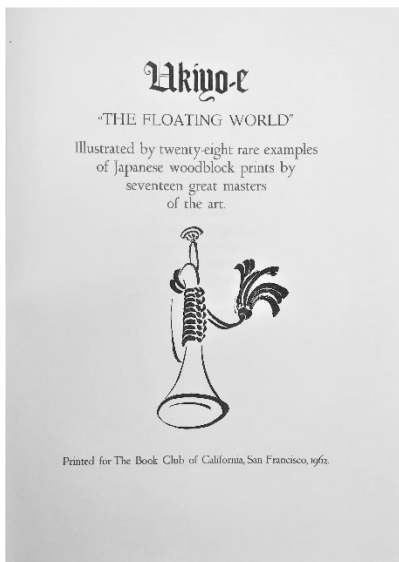 Ukiyo-e
"THE FLOATING WORLD"
Illustrated by twenty-eight rare examples
of Japanese woodblock prints by
seventeen great masters
of the art.
Printed for The Book Club of California, San Francisco, 1962.